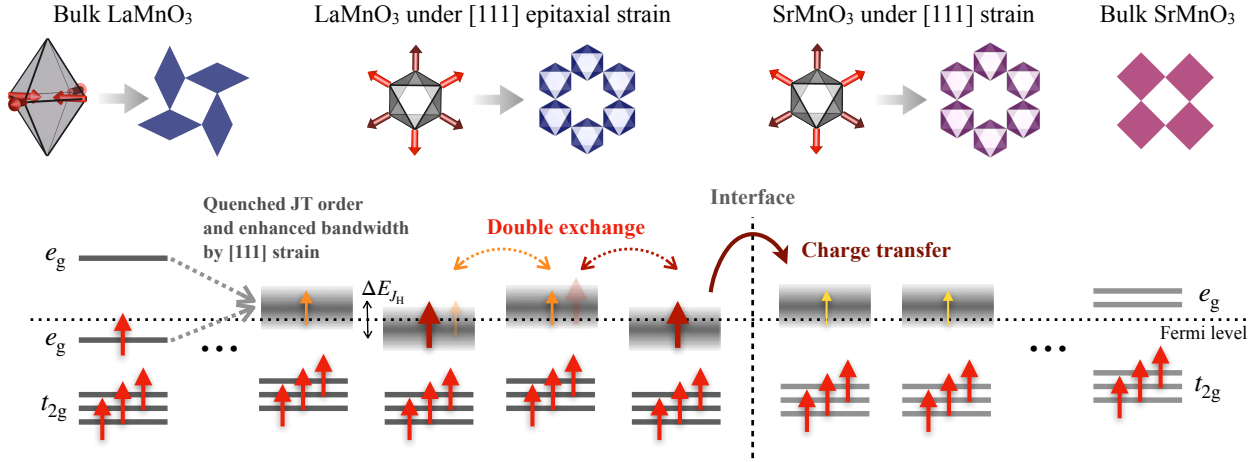 Bulk LaMnO3
LaMnO3 under [111] epitaxial strain
SrMnO3 under [111] strain
Bulk SrMnO3
Quenched JT order
and enhanced bandwidth
by [111] strain
Double exchange
Interface
Charge transfer
eg
ΔEJH
eg
eg
Fermi level
t2g
t2g